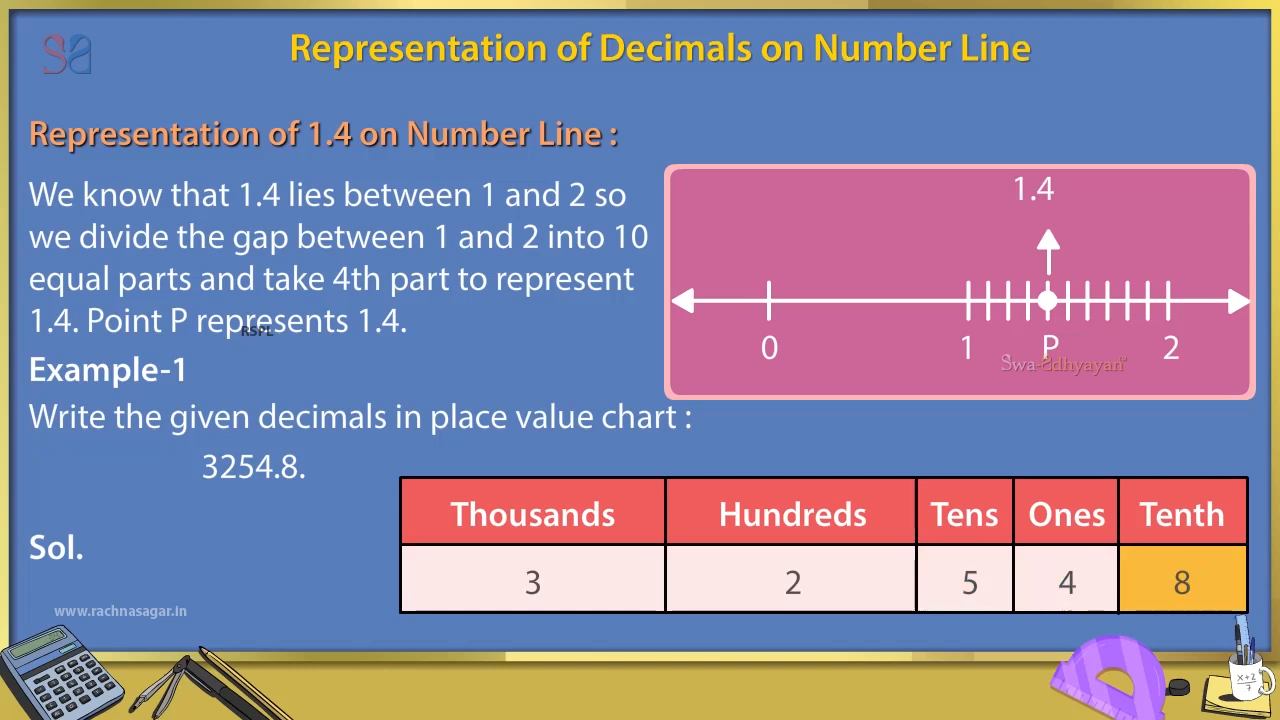 sa
Representation of Decimals on Number Line
Representation of 1.4 on Number Line :
We know that 1.4 lies between 1 and 2 so
we divide the gap between 1 and 2 into 10
equal parts and take 4th part to represent
1.4. Point P represents 1.4.
RSPL
1.4
0 1 P 2
Swa-adhyayan
Example-1
Write the given decimals in place value chart :
3254.8.
Sol.
Thousands Hundreds Tens Ones Tenth
3 2 5 4 8
www.rachnasagar.in
x+2
7